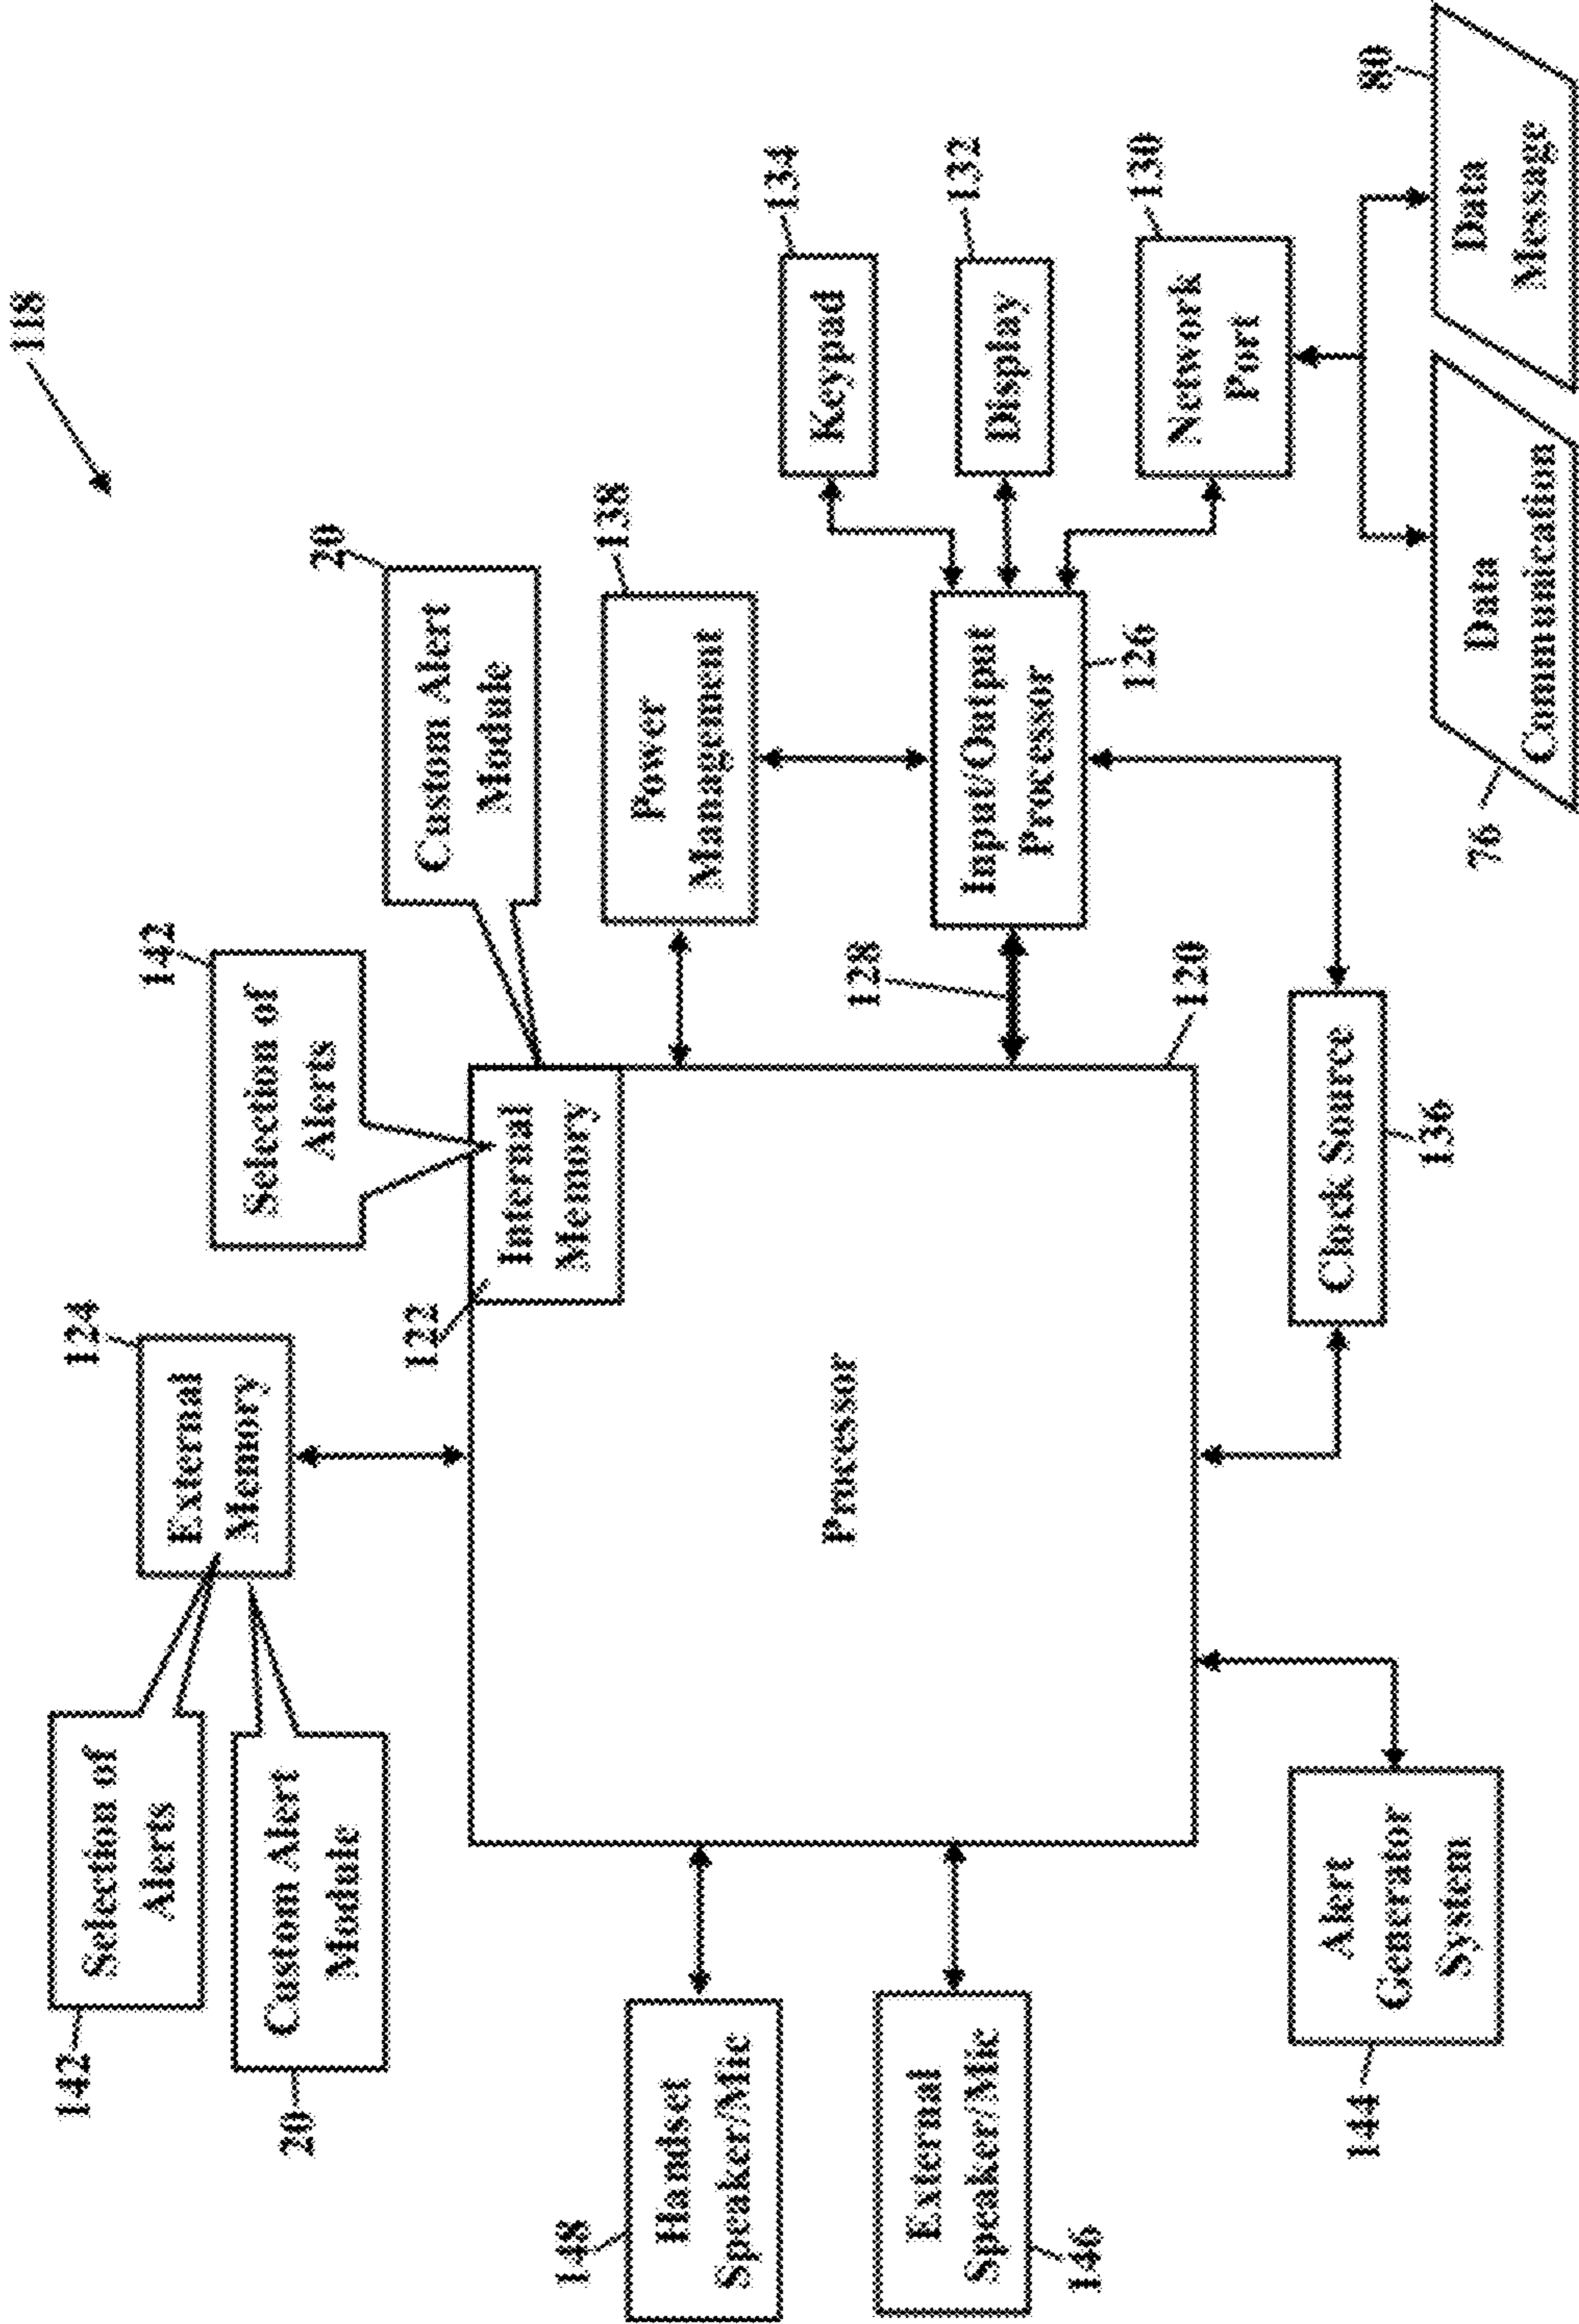 118
142
Selection of
Alerts
124
External
Memory
142
Selection of
Alerts
20
Custom Alert
Module
20
Custom Alert
Module
122
Internal
Memory
148
Handset
Speaker/Mic
138
Power
Management
134
Keypad
Processor
128
External
Speaker/Mic
146
Input/Output
Processor
126
132
Display
120
130
Network
Port
Alert
Generator
System
144
Clock Source
136
80
Data
Message
Data
Communication
76